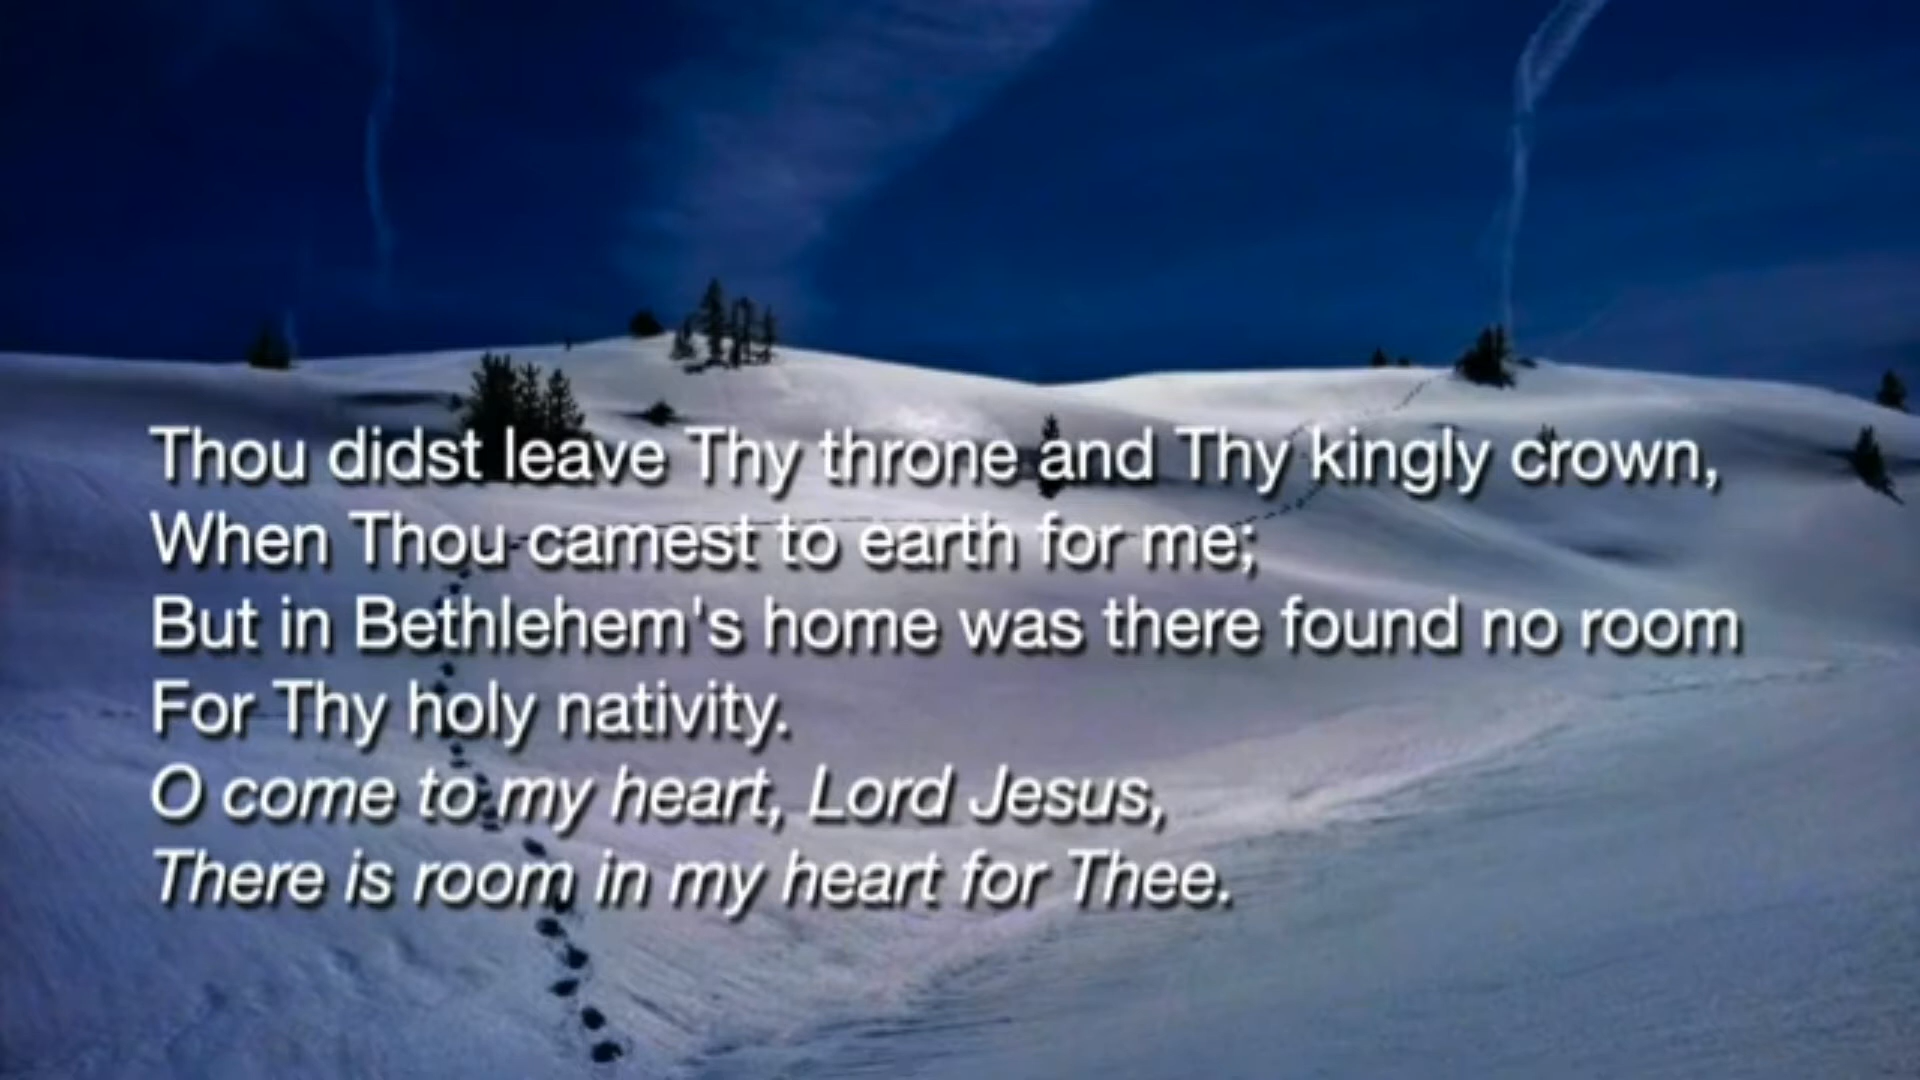 Thou didst leave Thy throne and Thy kingly crown,
When Thou camest to earth for me;
But in Bethlehem's home was there found no room
For Thy holy nativity.
O come to my heart, Lord Jesus,
There is room in my heart for Thee.